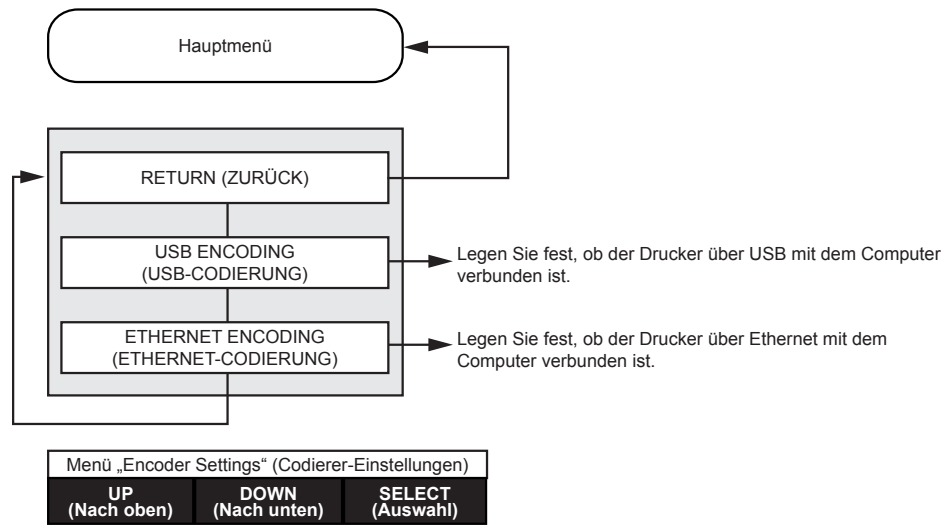 Hauptmenü
RETURN (ZURÜCK)
USB ENCODING
(USB-CODIERUNG)
Legen Sie fest, ob der Drucker über USB mit dem Computer
verbunden ist.
ETHERNET ENCODING
(ETHERNET-CODIERUNG)
Legen Sie fest, ob der Drucker über Ethernet mit dem
Computer verbunden ist.
Menü „Encoder Settings“ (Codierer-Einstellungen)
UP
(Nach oben)
DOWN
(Nach unten)
SELECT
(Auswahl)